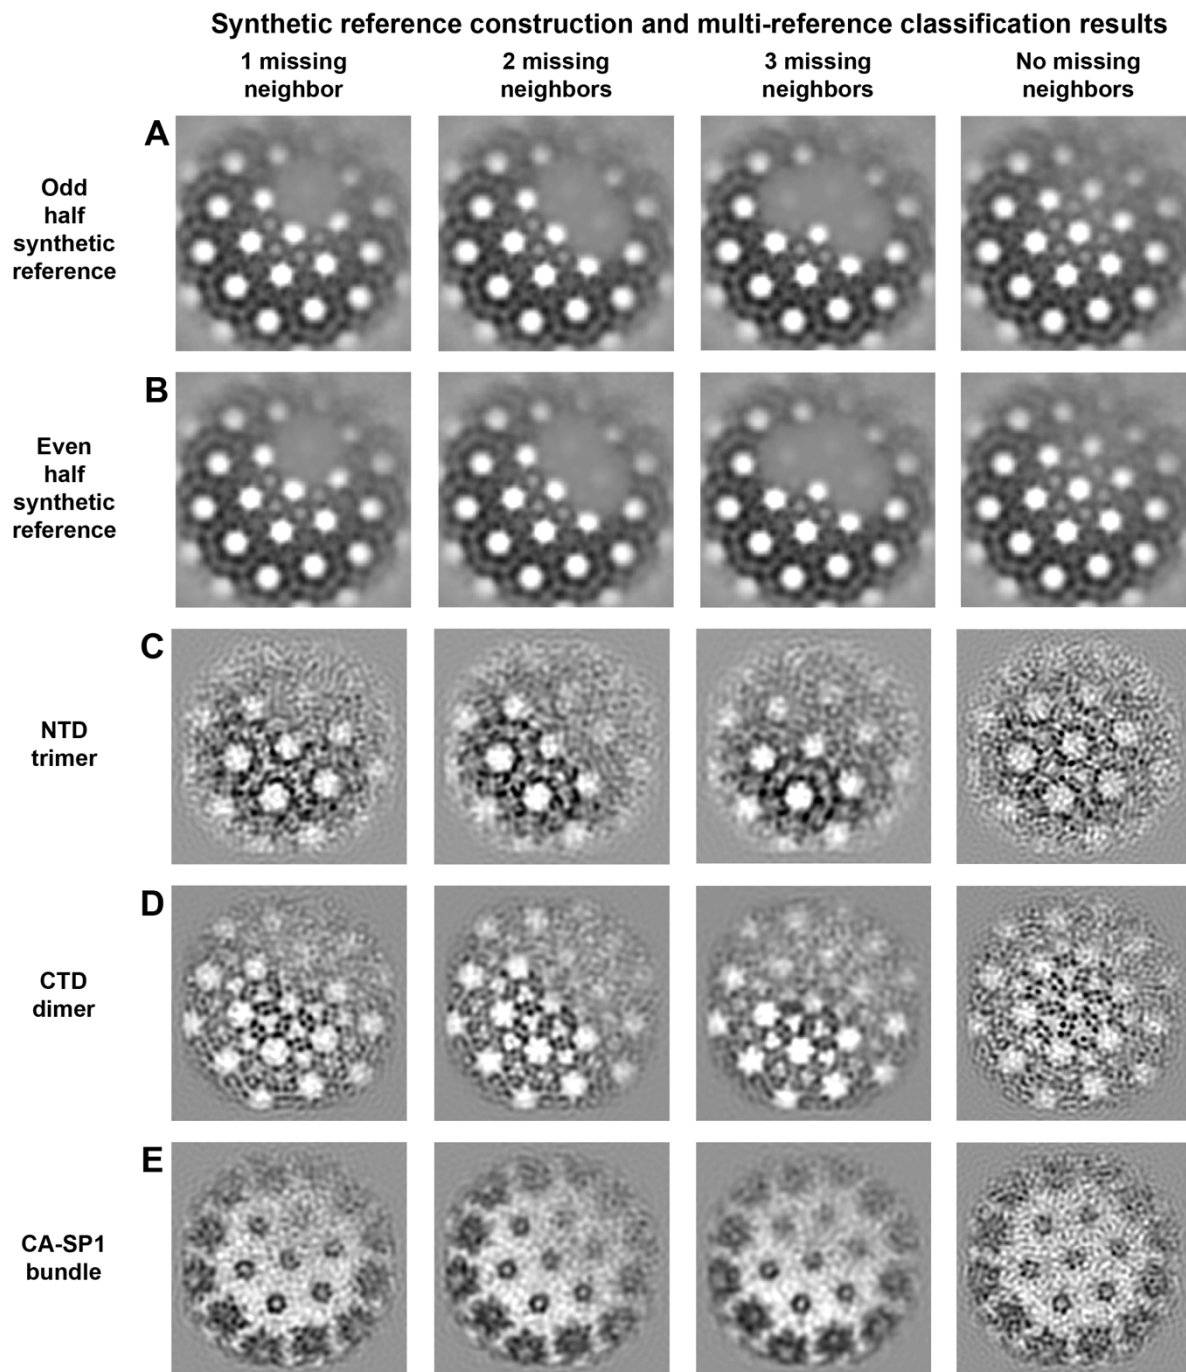 Synthetic reference construction and multi-reference classification results
1 missing
neighbor
2 missing
neighbors
3 missing
neighbors
No missing
neighbors
A
Odd
half
synthetic
reference
B
Even
half
synthetic
reference
C
NTD
trimer
D
CTD
dimer
E
CA-SP1
bundle